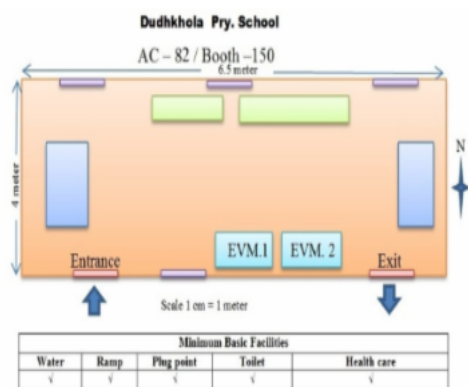 Dudhkhola Pry. School
AC – 82 / Booth –150
6.5 meter
4 meter
N
EVM.1 EVM. 2
Entrance Exit
Scale 1 cm = 1 meter
Minimum Basic Facilities
Water Ramp Plug point Toilet Health care
√ √ √ √ √